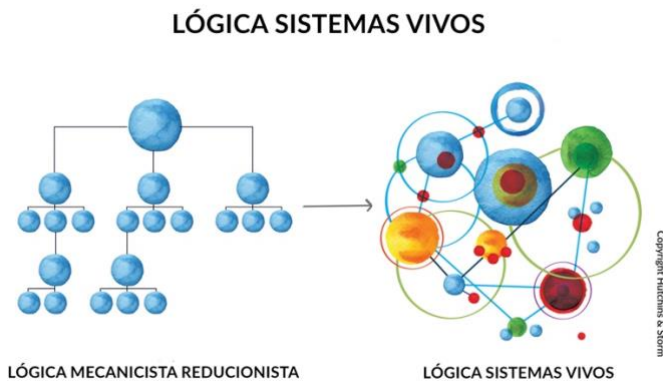 LÓGICA SISTEMAS VIVOS
LÓGICA MECANICISTA REDUCIONISTA
LÓGICA SISTEMAS VIVOS
Copyright Hutchins & Storm